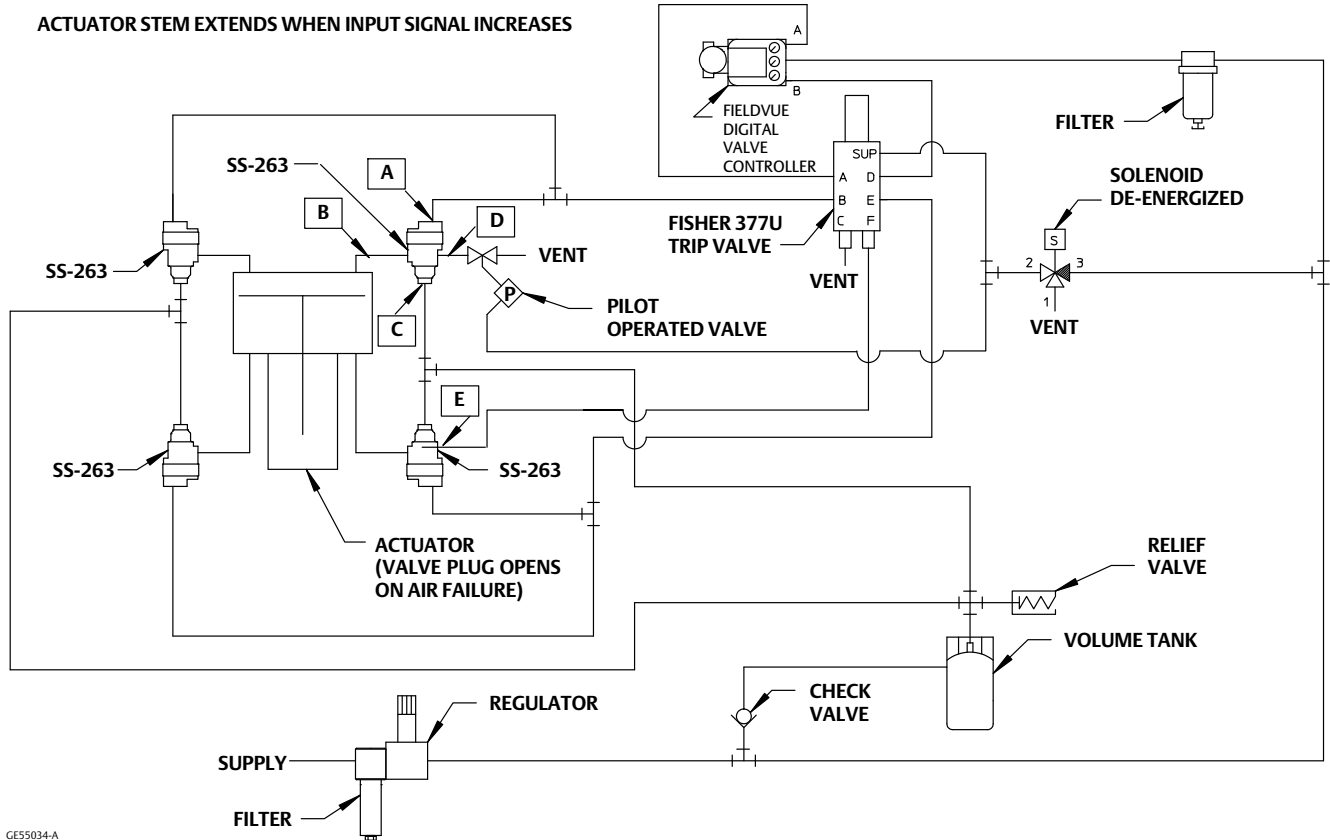 ACTUATOR STEM EXTENDS WHEN INPUT SIGNAL INCREASES
A
B
FIELDVUE
DIGITAL
VALVE
CONTROLLER
FILTER
SS-263
A
B
D
VENT
SS-263
C
P
PILOT
OPERATED VALVE
SUP
A D
B E
C F
FISHER 377U
TRIP VALVE
VENT
SOLENOID
DE-ENERGIZED
S
2 3
1
VENT
E
SS-263
SS-263
ACTUATOR
(VALVE PLUG OPENS
ON AIR FAILURE)
RELIEF
VALVE
VOLUME TANK
CHECK
VALVE
REGULATOR
SUPPLY
FILTER
GE55034-A